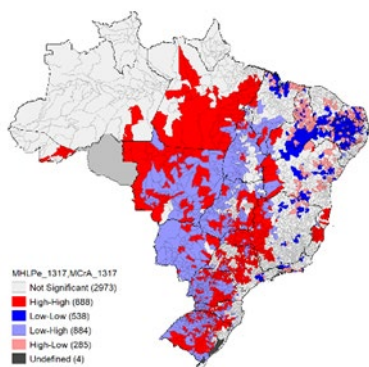 MHLPe_1317,MCrA_1317
Not Significant (2973)
High-High (888)
Low-Low (538)
Low-High (884)
High-Low (285)
Undefined (4)